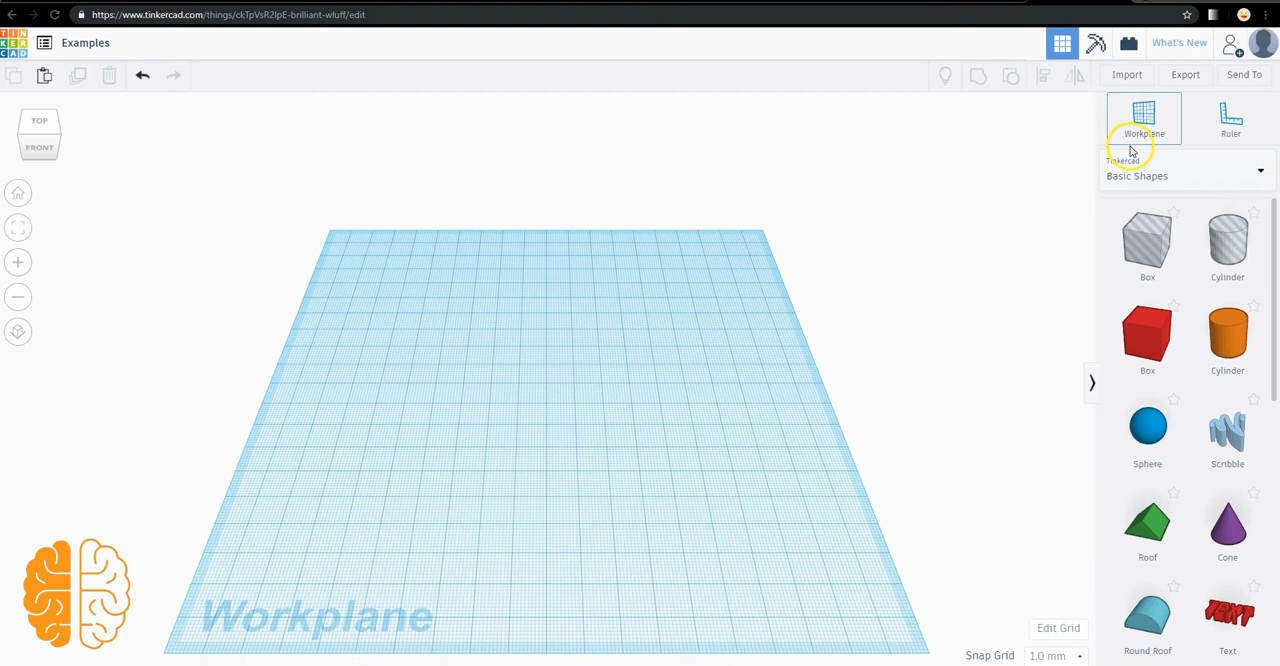 https://www.tinkercad.com/things/ckTpVsR2lpE-brilliant-wluff/edit
TIN
KER
CAD
Examples
What's New
Import
Export
Send To
TOP
FRONT
Workplane
Ruler
Tinkercad
Basic Shapes
Box
Cylinder
Box
Cylinder
Sphere
Scribble
Roof
Cone
TEXT
Round Roof
Text
Workplane
Edit Grid
Snap Grid
1.0 mm